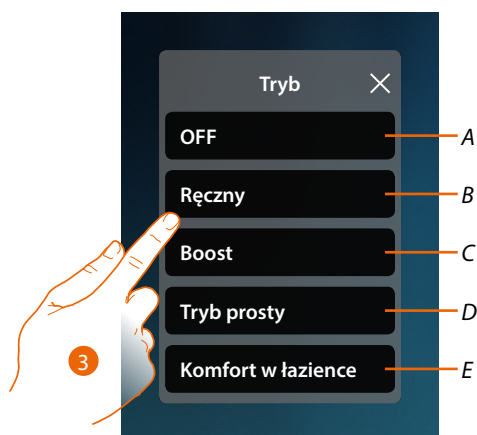 Tryb
OFF
A
Ręczny
B
Boost
C
Tryb prosty
D
3
Komfort w łazience
E